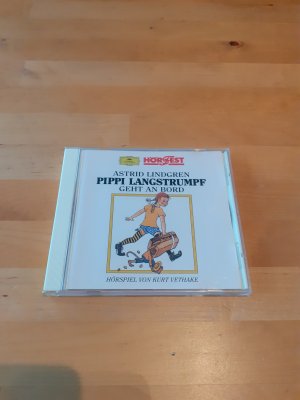 HÖRFEST
ASTRID LINDGREN
PIPPI LANGSTRUMPF
GEHT AN BORD
HÖRSPIEL VON KURT VETHAKE